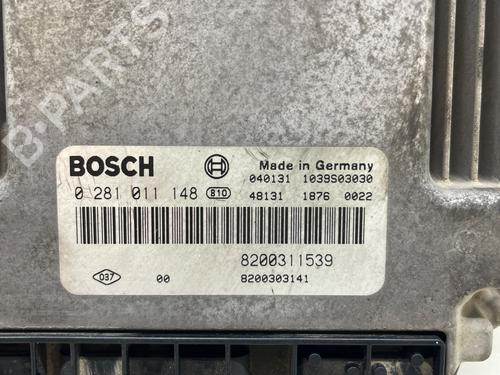 B-PARTS
BOSCH
Made in Germany
040131 1039S03030
0 281 011 148 810
48131 1876 0022
8200311539
037 00 8200303141